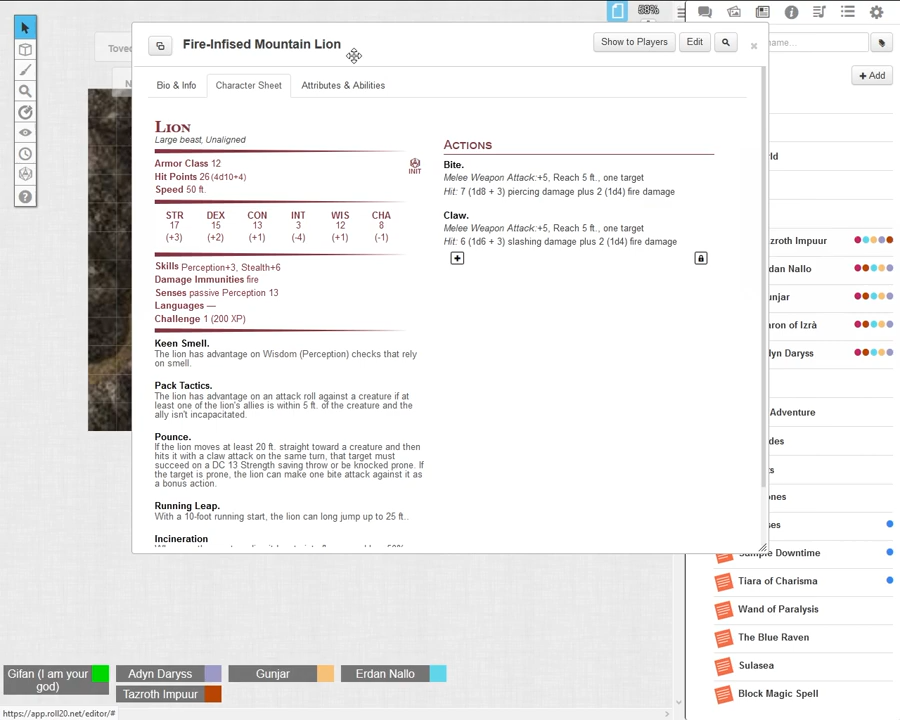 58%
Fire-Infised Mountain Lion
Show to Players
Edit
name...
+ Add
Bio & Info
Character Sheet
Attributes & Abilities
Lion
Large beast, Unaligned
Armor Class 12
Hit Points 26 (4d10+4)
Speed 50 ft.
INIT
STR DEX CON INT WIS CHA
17 15 13 3 12 8
(+3) (+2) (+1) (-4) (+1) (-1)
Skills Perception+3, Stealth+6
Damage Immunities fire
Senses passive Perception 13
Languages —
Challenge 1 (200 XP)
Keen Smell.
The lion has advantage on Wisdom (Perception) checks that rely
on smell.
Pack Tactics.
The lion has advantage on an attack roll against a creature if at
least one of the lion's allies is within 5 ft. of the creature and the
ally isn't incapacitated.
Pounce.
If the lion moves at least 20 ft. straight toward a creature and then
hits it with a claw attack on the same turn, that target must
succeed on a DC 13 Strength saving throw or be knocked prone. If
the target is prone, the lion can make one bite attack against it as
a bonus action.
Running Leap.
With a 10-foot running start, the lion can long jump up to 25 ft..
Incineration
Actions
Bite.
Melee Weapon Attack:+5, Reach 5 ft., one target
Hit: 7 (1d8 + 3) piercing damage plus 2 (1d4) fire damage
Claw.
Melee Weapon Attack:+5, Reach 5 ft., one target
Hit: 6 (1d6 + 3) slashing damage plus 2 (1d4) fire damage
Toved
N
ld
zroth Impuur
dan Nallo
unjar
aron of Izrà
lyn Daryss
Adventure
des
ts
ones
ses
Sample Downtime
Tiara of Charisma
Wand of Paralysis
The Blue Raven
Sulasea
Block Magic Spell
Gifan (I am your
god)
Adyn Daryss
Gunjar
Erdan Nallo
Tazroth Impuur
https://app.roll20.net/editor/#